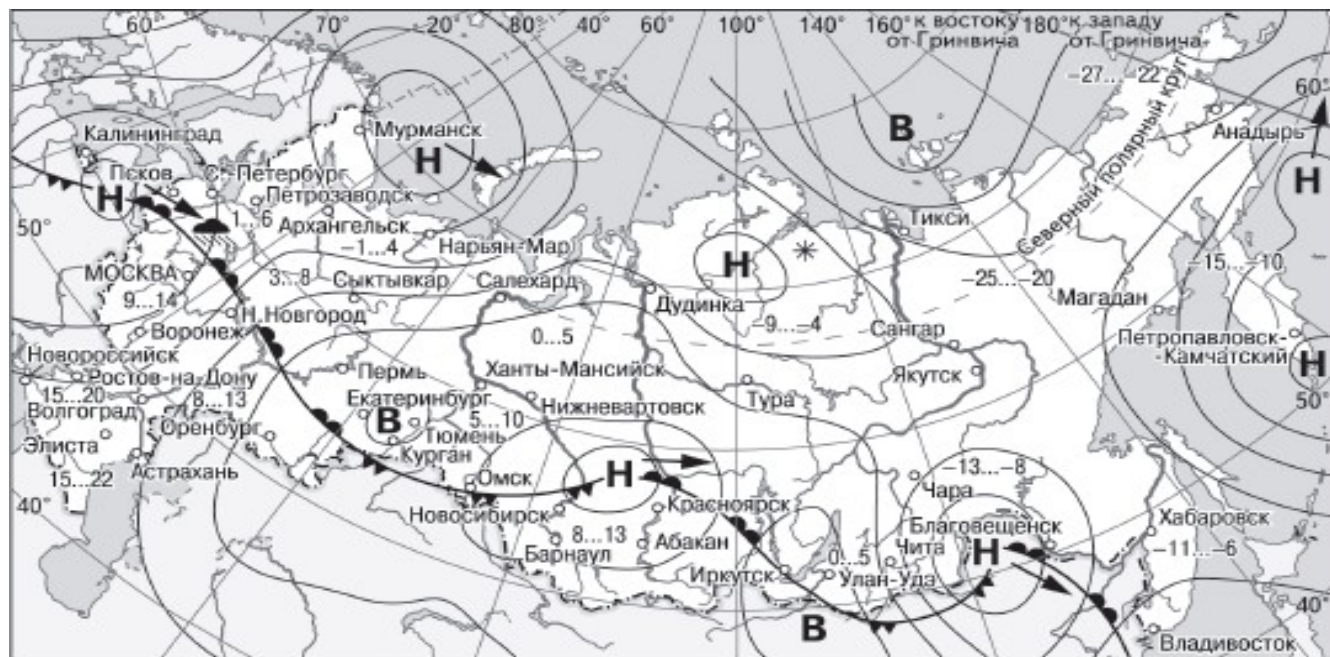 60° 70° 20° 80° 60° 100° 140° 160° к востоку 180° к западу
от Гринвича от Гринвича
−27...−22
60°
Калининград
Мурманск
В
Анадырь
Псков
С.-Петербург
Н
Н
Северный полярный круг
Н
Петрозаводск
1...6
Архангельск
Тикси
50°
−1...4
Нарьян-Мар
Н
−15...−10
МОСКВА
3...8
Сыктывкар
Салехард
Дудинка
−25...−20
Магадан
9...14
Н.Новгород
−9...−4
Сангар
Воронеж
0...5
Петропавловск-
-Камчатский
Новороссийск
Ростов-на-Дону
Пермь
Ханты-Мансийск
Якутск
Н
15...20
8...13
Екатеринбург
Тура
50°
Волгоград
В
5...10
Нижневартовск
Оренбург
Тюмень
Элиста
Курган
Астрахань
15...22
Омск
Н
−13...−8
Чара
40°
Новосибирск
Красноярск
Благовещенск
Хабаровск
8...13
Барнаул
Абакан
0...5
Чита
Н
−11...−6
Иркутск
Улан-Удэ
40°
В
Владивосток